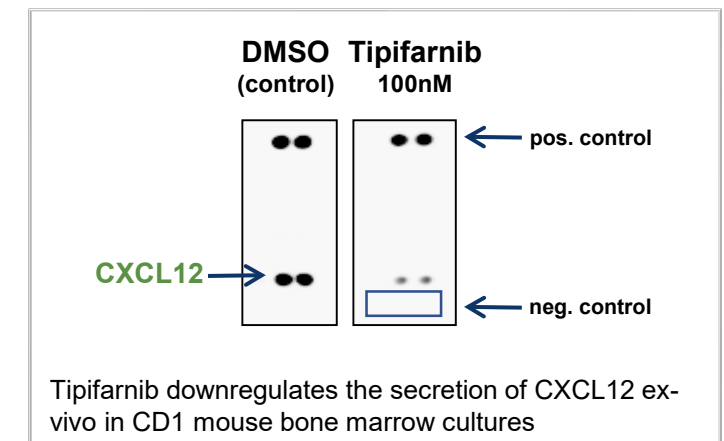 DMSO Tipifarnib
(control) 100nM
pos. control
CXCL12
neg. control
Tipifarnib downregulates the secretion of CXCL12 ex-
vivo in CD1 mouse bone marrow cultures